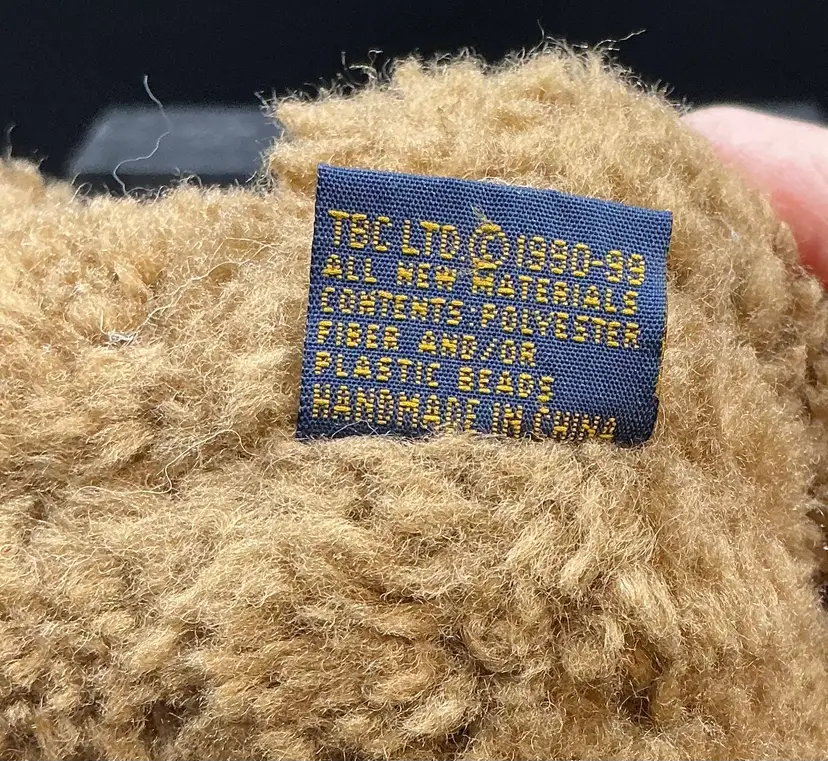 TBC LTD © 1990-99
ALL NEW MATERIALS
CONTENTS: POLYESTER
FIBER AND/OR
PLASTIC BEADS
HANDMADE IN CHINA